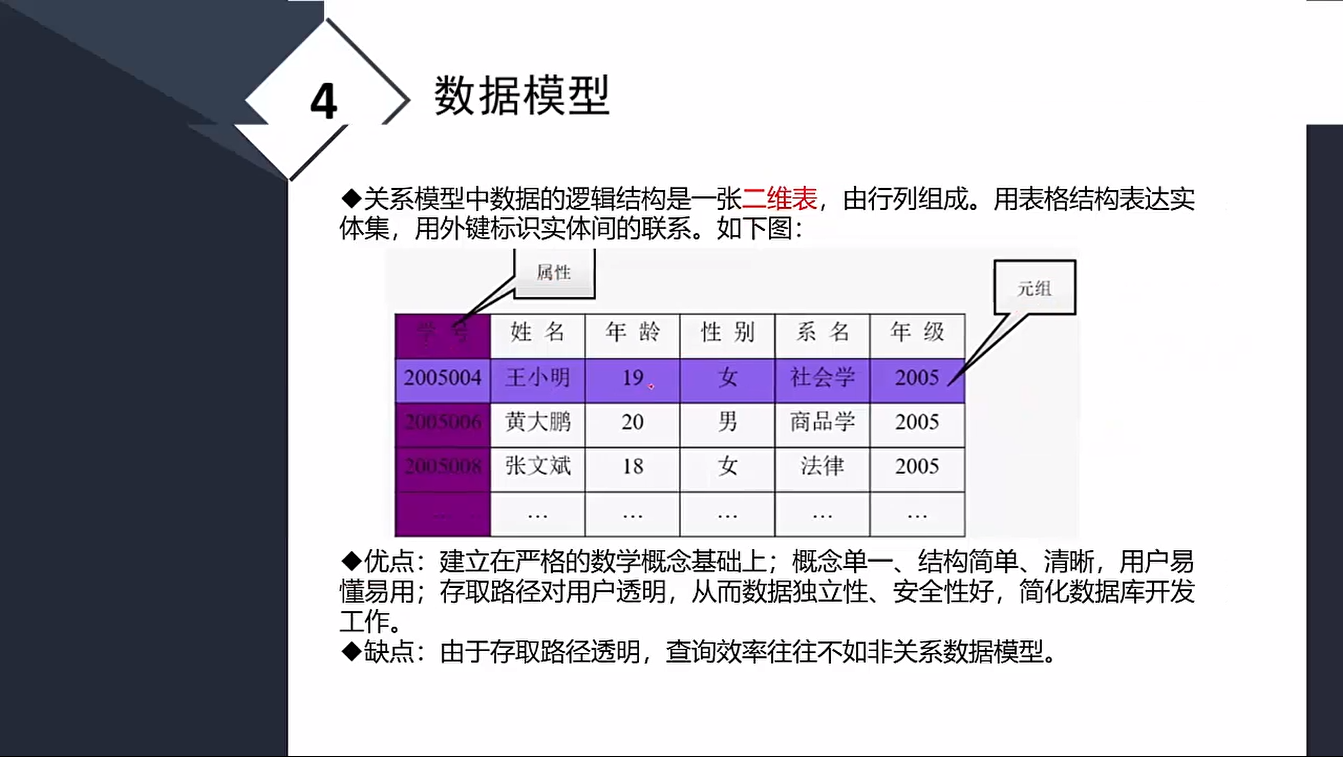 4
数据模型
◆关系模型中数据的逻辑结构是一张二维表，由行列组成。用表格结构表达实
体集，用外键标识实体间的联系。如下图：
属性
元组
学 号 姓 名 年 龄 性 别 系 名 年 级
2005004 王小明 19 女 社会学 2005
2005006 黄大鹏 20 男 商品学 2005
2005008 张文斌 18 女 法律 2005
… … … … … …
◆优点：建立在严格的数学概念基础上；概念单一、结构简单、清晰，用户易
懂易用；存取路径对用户透明，从而数据独立性、安全性好，简化数据库开发
工作。
◆缺点：由于存取路径透明，查询效率往往不如非关系数据模型。